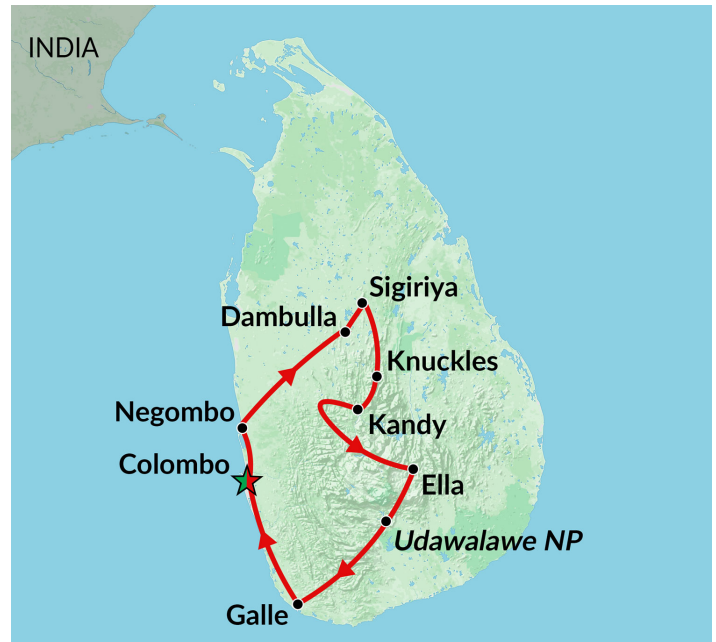 INDIA
Sigiriya
Dambulla
Knuckles
Negombo
Kandy
Colombo
Ella
Udawalawe NP
Galle